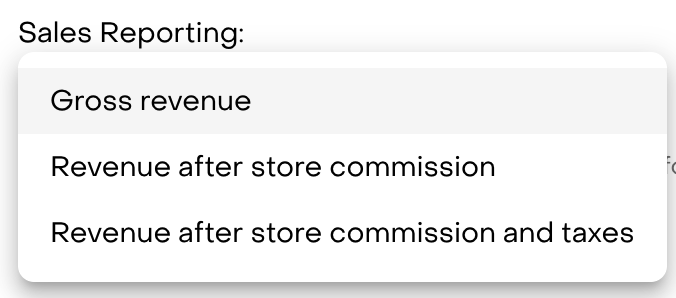 Sales Reporting:
Gross revenue
Revenue after store commission
Revenue after store commission and taxes